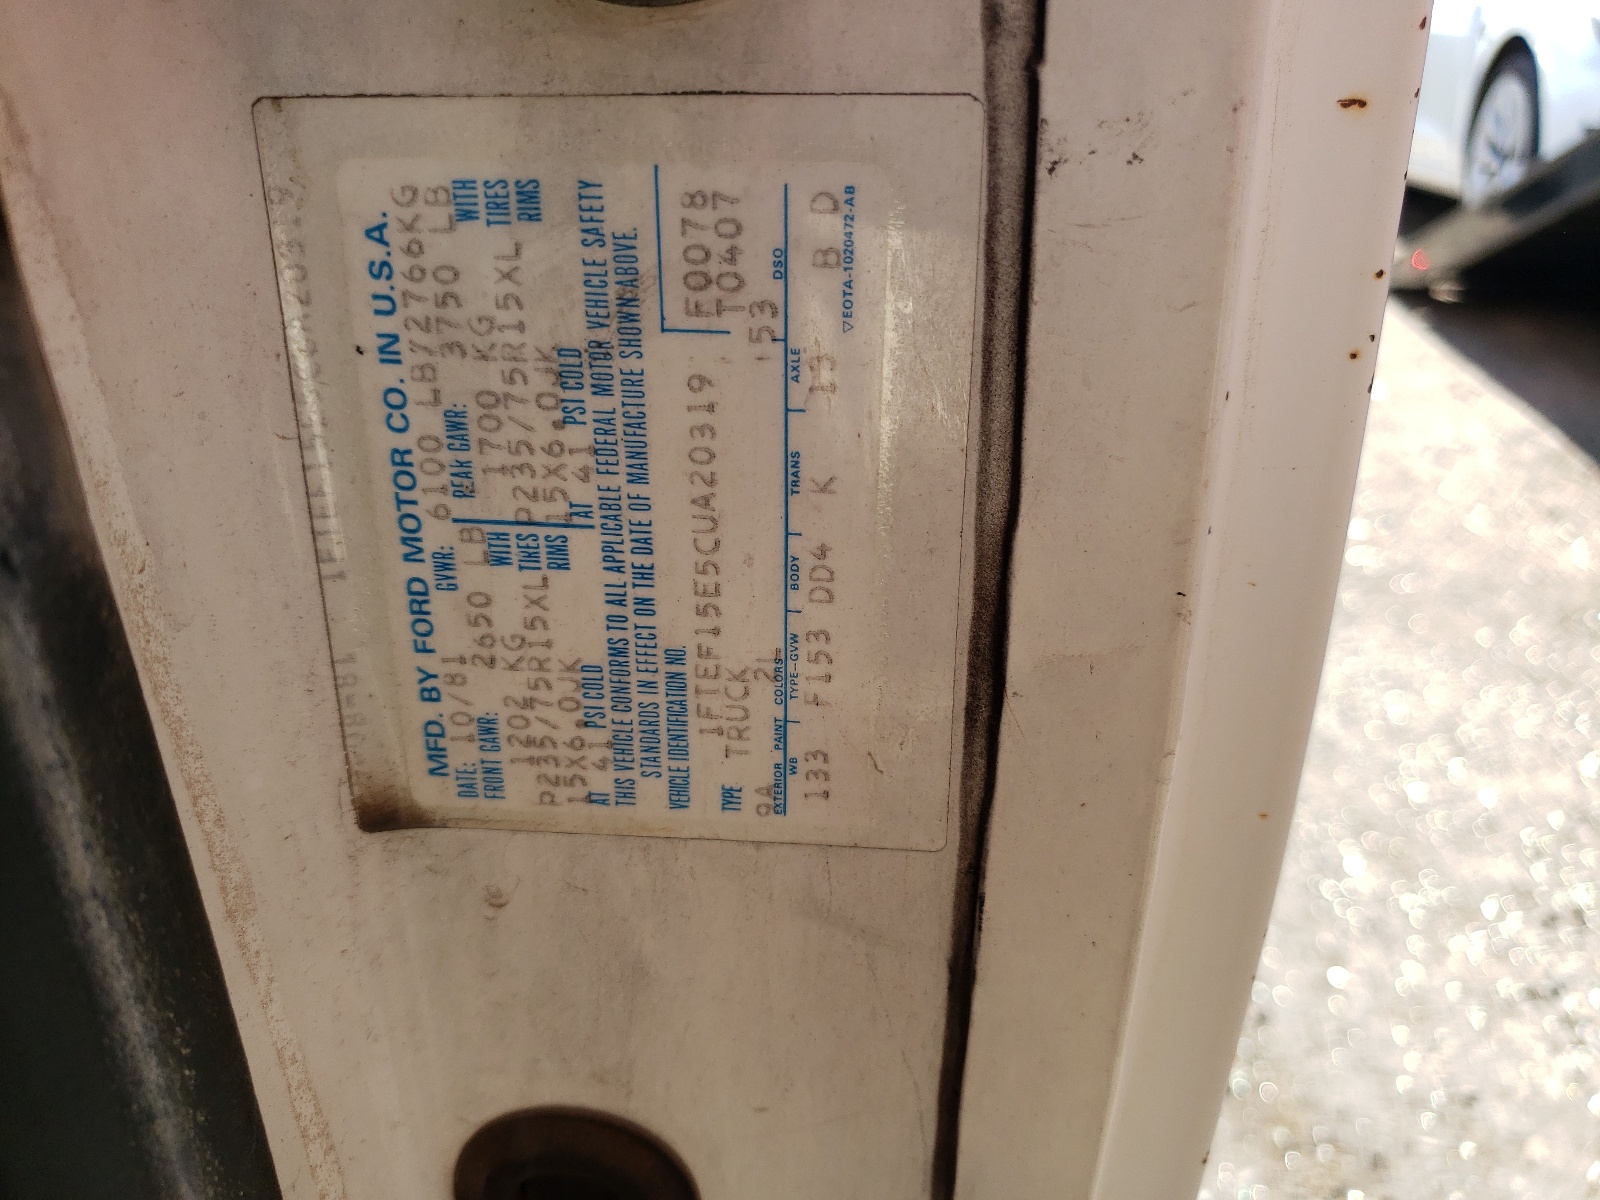 MFD. BY FORD MOTOR CO. IN U.S.A.
DATE: 10/81 GVWR: 6100 LB/2766KG
FRONT GAWR: 2650 LB REAR GAWR: 3750 LB
1202 KG WITH 1700 KG WITH
P235/75R15XL TIRES P235/75R15XL TIRES
15X6.0JK RIMS 15X6.0JK RIMS
AT 41 PSI COLD AT 41 PSI COLD
THIS VEHICLE CONFORMS TO ALL APPLICABLE FEDERAL MOTOR VEHICLE SAFETY
STANDARDS IN EFFECT ON THE DATE OF MANUFACTURE SHOWN ABOVE.
VEHICLE IDENTIFICATION NO.
1FTEF15E5CUA20319 F0078
TYPE TRUCK T0407
9A 2L 53
EXTERIOR PAINT COLORS DSO
WB TYPE-GVW BODY TRANS AXLE
133 F153 DD4 K 19 B D
▽EOTA-1020472-AB